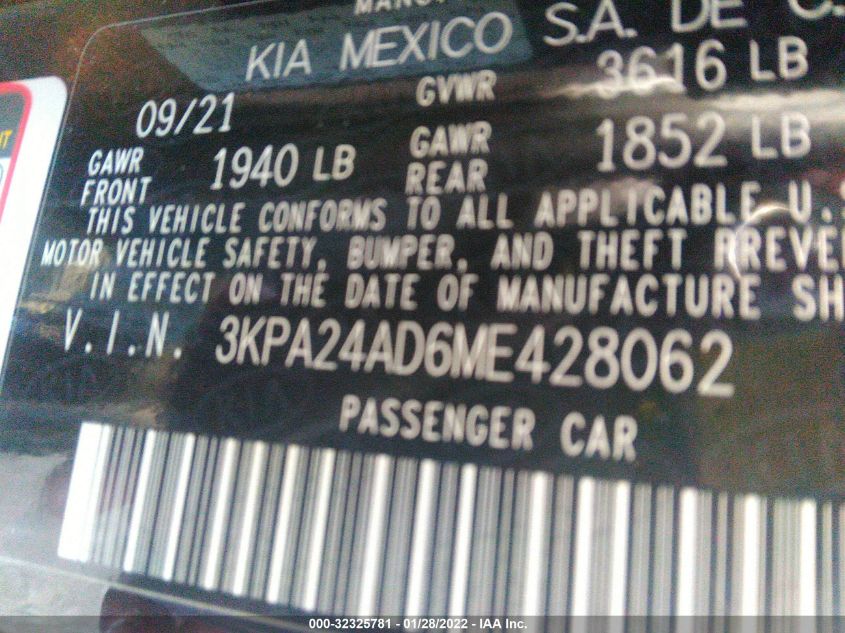 KIA MEXICO S.A. DE C.
09/21 GVWR 3616 LB
GAWR FRONT 1940 LB GAWR REAR 1852 LB
THIS VEHICLE CONFORMS TO ALL APPLICABLE U.
MOTOR VEHICLE SAFETY, BUMPER, AND THEFT PREVE
IN EFFECT ON THE DATE OF MANUFACTURE SH
V.I.N. 3KPA24AD6ME428062
PASSENGER CAR
000-32325781 - 01/28/2022 - IAA Inc.